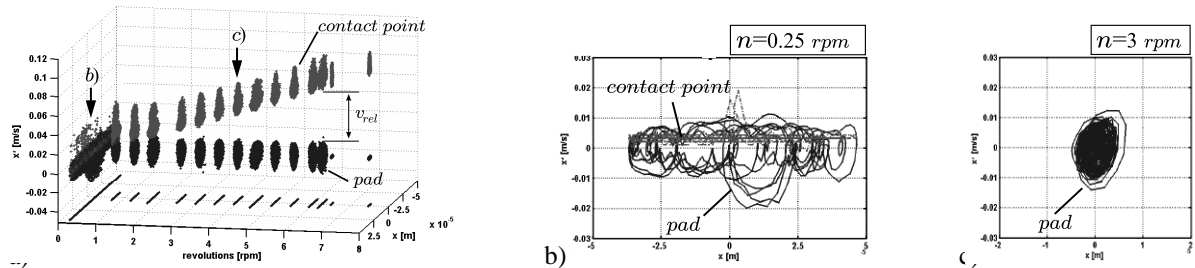 contact point
c)
b)
0.12
0.1
0.08
0.06
0.04
0.02
0
-0.02
-0.04
x' [m/s]
v_rel
pad
0 1 2 3 4 5 6 7 8
revolutions [rpm]
2.5 0 -2.5 -5
x 10^-5
x [m]
n=0.25 rpm
0.03
0.02
0.01
0
-0.01
-0.02
-0.03
x' [m/s]
contact point
pad
-5 -2.5 0 2.5 5
x [m]
b)
n=3 rpm
0.03
0.02
0.01
0
-0.01
-0.02
-0.03
x' [m/s]
pad
-2 -1 0 1 2
x [m]